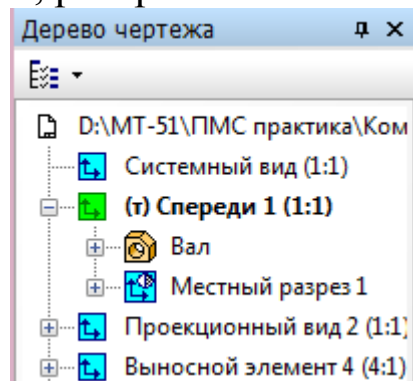 Дерево чертежа
D:\МТ-51\ПМС практика\Ком
Системный вид (1:1)
(т) Спереди 1 (1:1)
Вал
Местный разрез 1
Проекционный вид 2 (1:1)
Выносной элемент 4 (4:1)